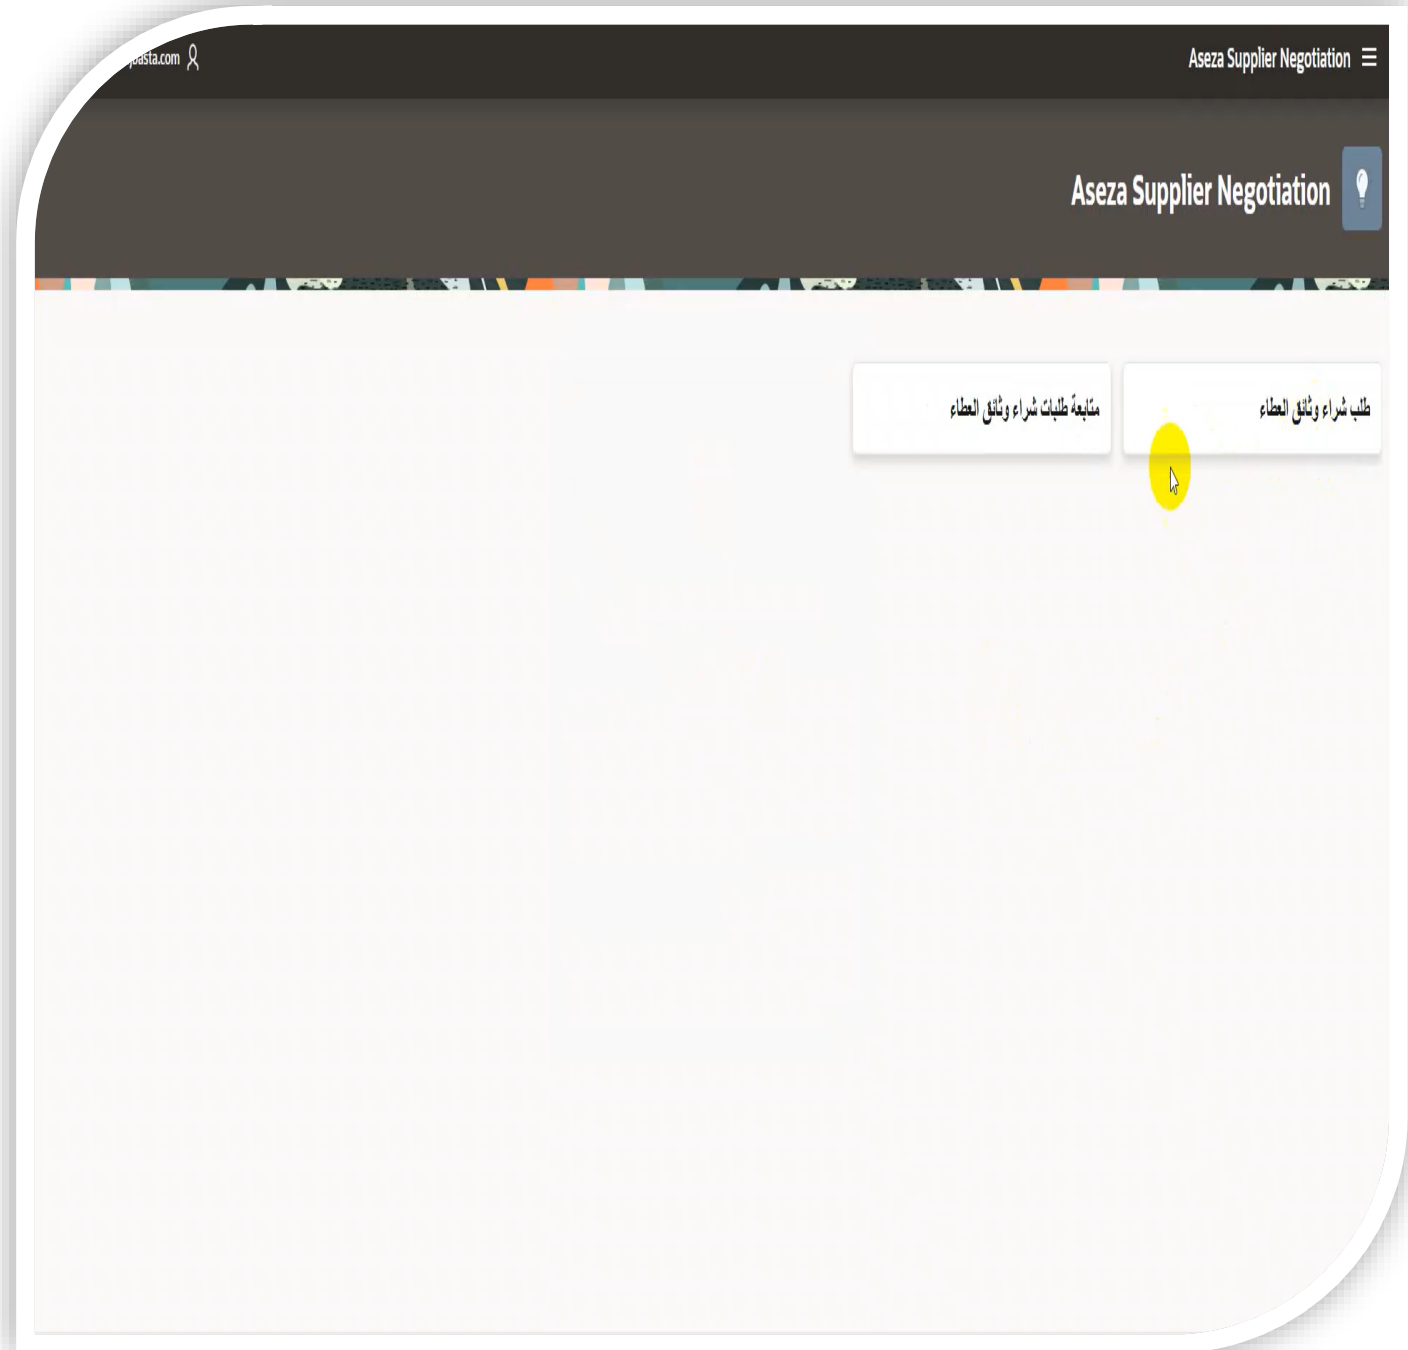 Aseza Supplier Negotiation
Aseza Supplier Negotiation
طلب شراء وثائق العطاء
متابعة طلبات شراء وثائق العطاء